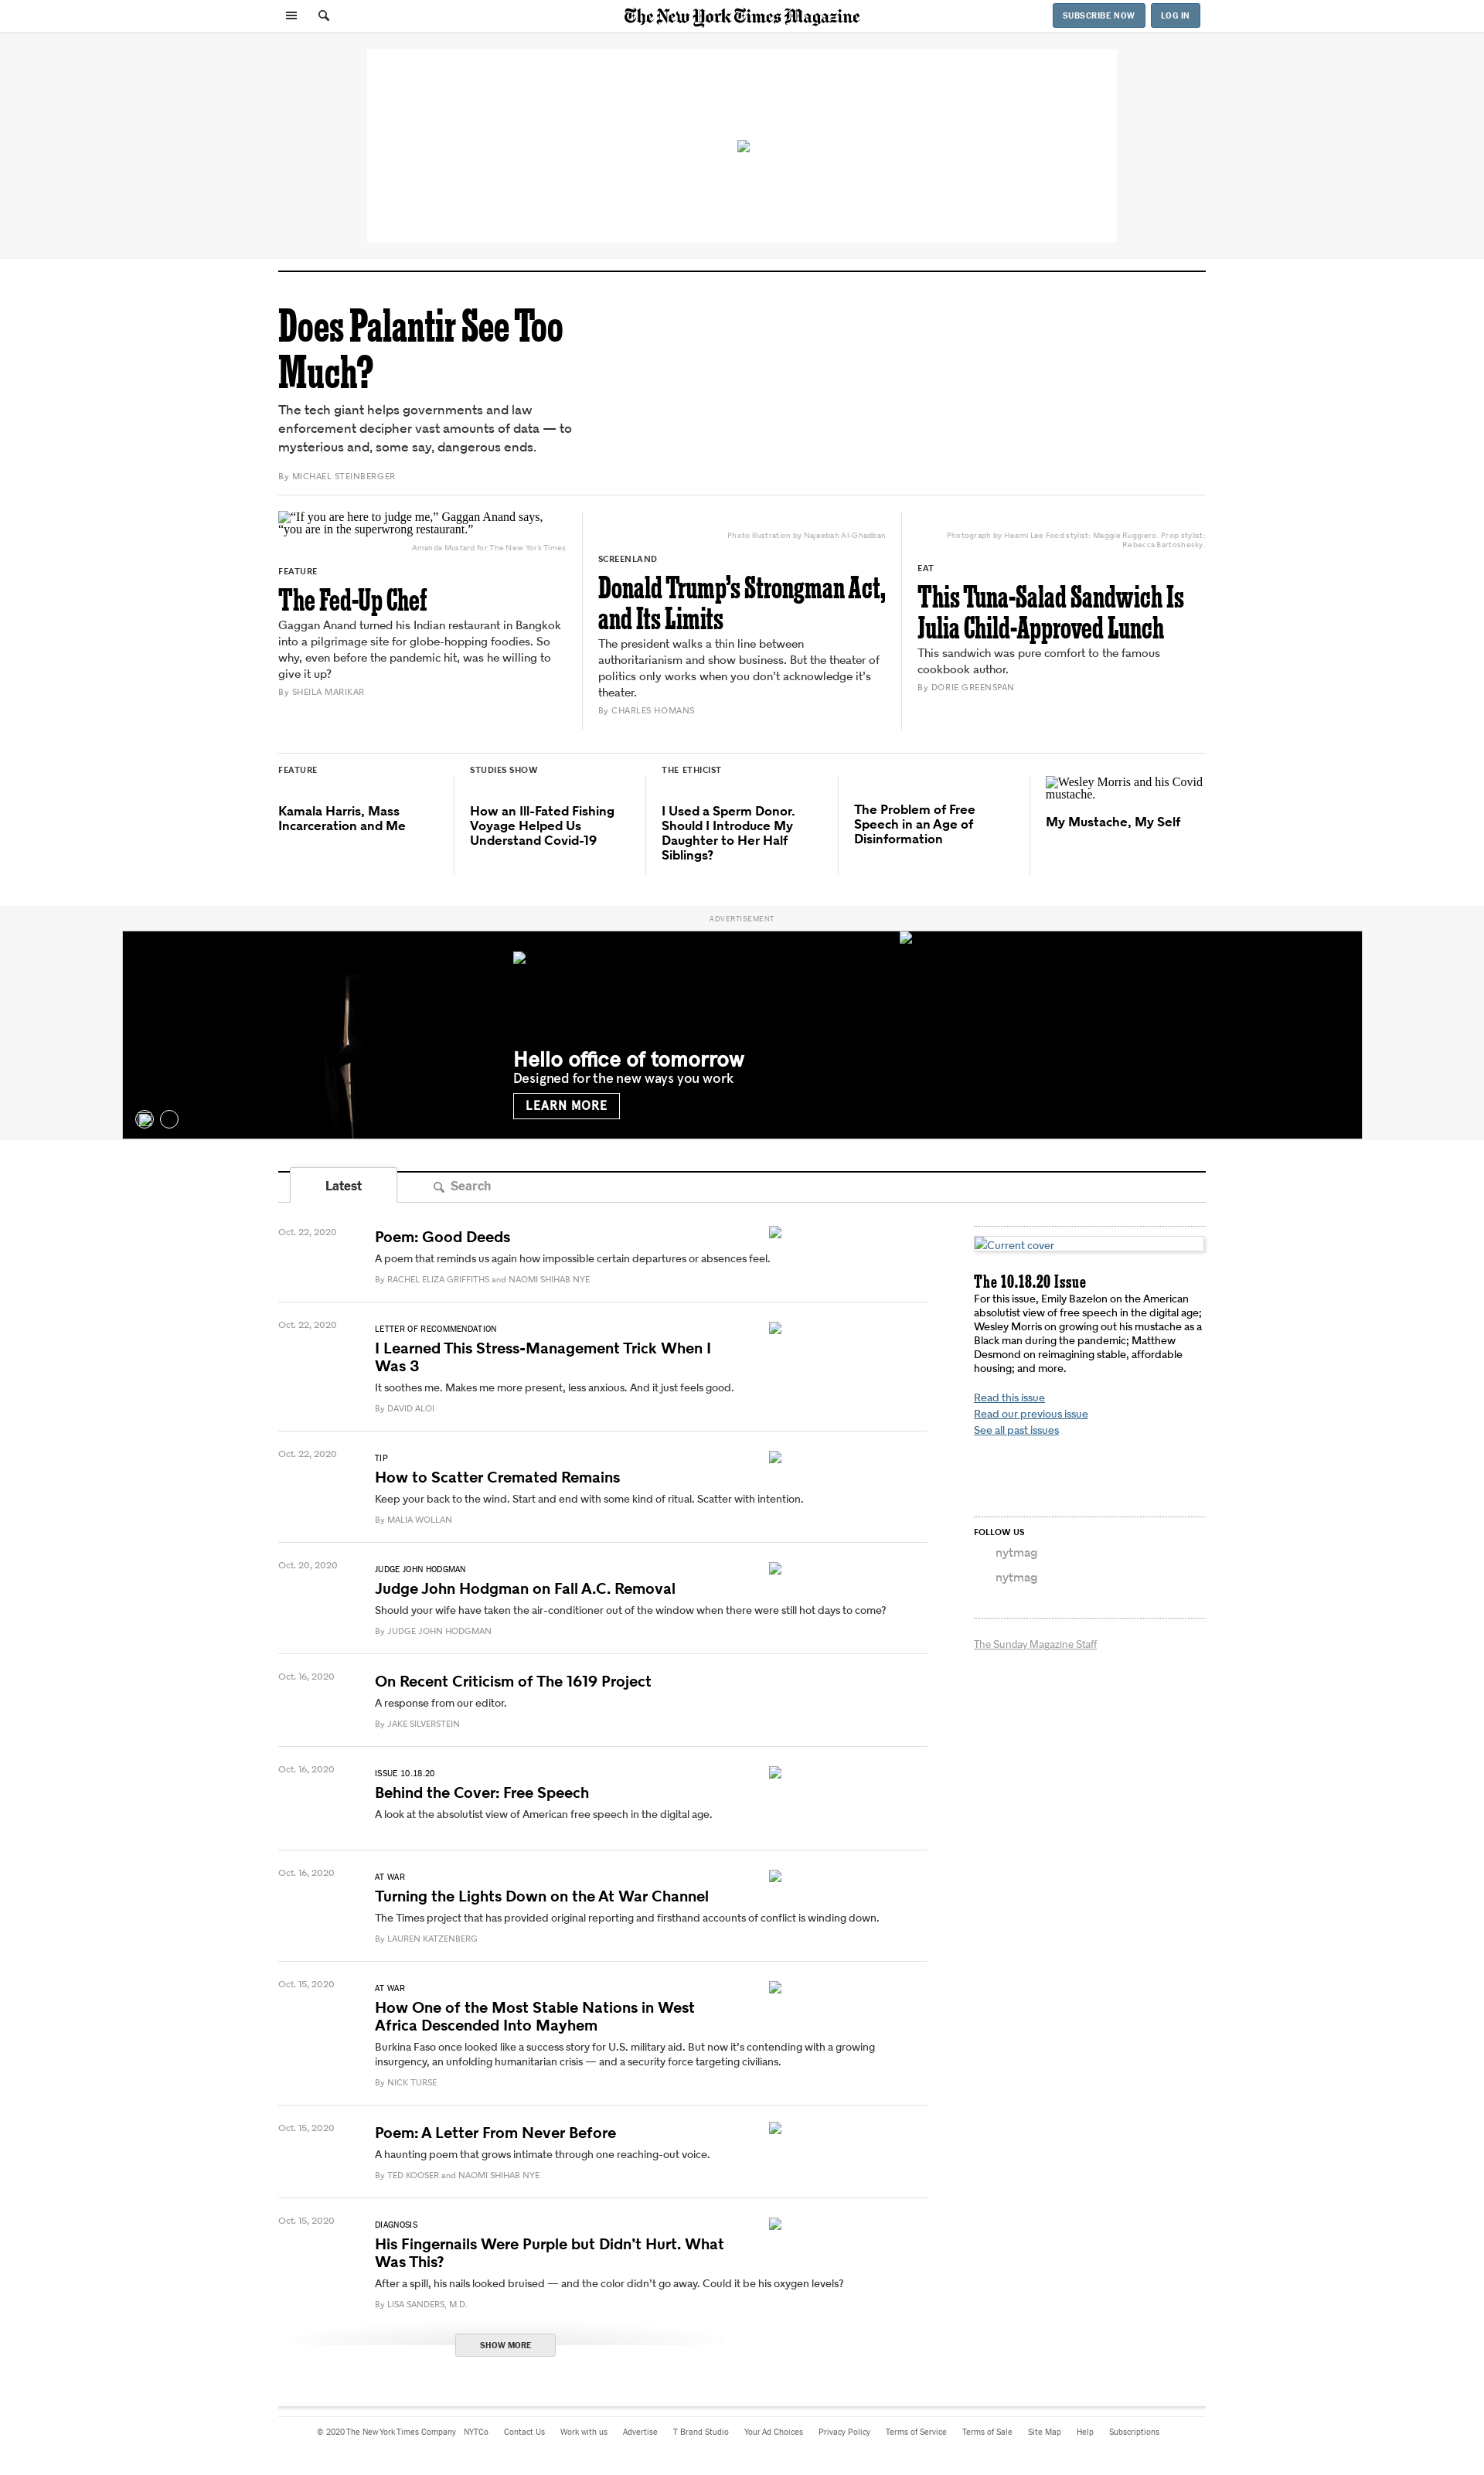 The New York Times Magazine
SUBSCRIBE NOW
LOG IN
Does Palantir See Too
Much?
The tech giant helps governments and law
enforcement decipher vast amounts of data — to
mysterious and, some say, dangerous ends.
By MICHAEL STEINBERGER
“If you are here to judge me,” Gaggan Anand says,
“you are in the superwrong restaurant.”
Amanda Mustard for The New York Times
FEATURE
The Fed-Up Chef
Gaggan Anand turned his Indian restaurant in Bangkok
into a pilgrimage site for globe-hopping foodies. So
why, even before the pandemic hit, was he willing to
give it up?
By SHEILA MARIKAR
Photo illustration by Najeebah Al-Ghadban
SCREENLAND
Donald Trump’s Strongman Act,
and Its Limits
The president walks a thin line between
authoritarianism and show business. But the theater of
politics only works when you don’t acknowledge it’s
theater.
By CHARLES HOMANS
Photograph by Heami Lee Food stylist: Maggie Ruggiero. Prop stylist:
Rebecca Bartoshesky.
EAT
This Tuna-Salad Sandwich Is
Julia Child-Approved Lunch
This sandwich was pure comfort to the famous
cookbook author.
By DORIE GREENSPAN
FEATURE
Kamala Harris, Mass
Incarceration and Me
STUDIES SHOW
How an Ill-Fated Fishing
Voyage Helped Us
Understand Covid-19
THE ETHICIST
I Used a Sperm Donor.
Should I Introduce My
Daughter to Her Half
Siblings?
The Problem of Free
Speech in an Age of
Disinformation
Wesley Morris and his Covid
mustache.
My Mustache, My Self
ADVERTISEMENT
Hello office of tomorrow
Designed for the new ways you work
LEARN MORE
Latest
Search
Oct. 22, 2020
Poem: Good Deeds
A poem that reminds us again how impossible certain departures or absences feel.
By RACHEL ELIZA GRIFFITHS and NAOMI SHIHAB NYE
Oct. 22, 2020
LETTER OF RECOMMENDATION
I Learned This Stress-Management Trick When I
Was 3
It soothes me. Makes me more present, less anxious. And it just feels good.
By DAVID ALOI
Oct. 22, 2020
TIP
How to Scatter Cremated Remains
Keep your back to the wind. Start and end with some kind of ritual. Scatter with intention.
By MALIA WOLLAN
Oct. 20, 2020
JUDGE JOHN HODGMAN
Judge John Hodgman on Fall A.C. Removal
Should your wife have taken the air-conditioner out of the window when there were still hot days to come?
By JUDGE JOHN HODGMAN
Oct. 16, 2020
On Recent Criticism of The 1619 Project
A response from our editor.
By JAKE SILVERSTEIN
Oct. 16, 2020
ISSUE 10.18.20
Behind the Cover: Free Speech
A look at the absolutist view of American free speech in the digital age.
Oct. 16, 2020
AT WAR
Turning the Lights Down on the At War Channel
The Times project that has provided original reporting and firsthand accounts of conflict is winding down.
By LAUREN KATZENBERG
Oct. 15, 2020
AT WAR
How One of the Most Stable Nations in West
Africa Descended Into Mayhem
Burkina Faso once looked like a success story for U.S. military aid. But now it’s contending with a growing
insurgency, an unfolding humanitarian crisis — and a security force targeting civilians.
By NICK TURSE
Oct. 15, 2020
Poem: A Letter From Never Before
A haunting poem that grows intimate through one reaching-out voice.
By TED KOOSER and NAOMI SHIHAB NYE
Oct. 15, 2020
DIAGNOSIS
His Fingernails Were Purple but Didn’t Hurt. What
Was This?
After a spill, his nails looked bruised — and the color didn’t go away. Could it be his oxygen levels?
By LISA SANDERS, M.D.
SHOW MORE
Current cover
The 10.18.20 Issue
For this issue, Emily Bazelon on the American
absolutist view of free speech in the digital age;
Wesley Morris on growing out his mustache as a
Black man during the pandemic; Matthew
Desmond on reimagining stable, affordable
housing; and more.
Read this issue
Read our previous issue
See all past issues
FOLLOW US
nytmag
nytmag
The Sunday Magazine Staff
© 2020 The New York Times Company NYTCo Contact Us Work with us Advertise T Brand Studio Your Ad Choices Privacy Policy Terms of Service Terms of Sale Site Map Help Subscriptions